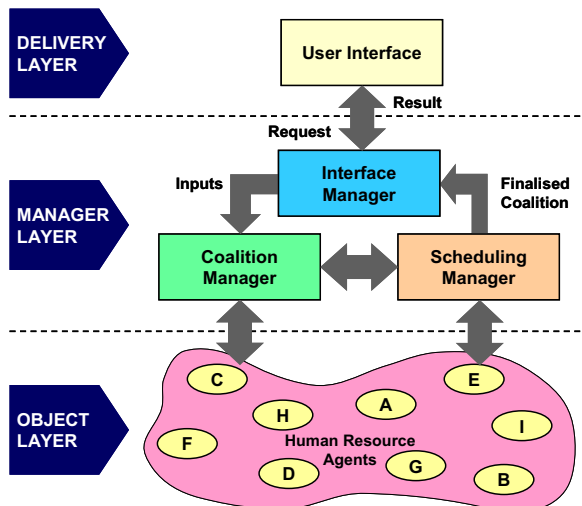 DELIVERY
LAYER
User Interface
Result
Request
MANAGER
LAYER
Interface
Manager
Inputs
Finalised
Coalition
Coalition
Manager
Scheduling
Manager
OBJECT
LAYER
C
E
H
A
I
F
Human Resource
Agents
D
G
B